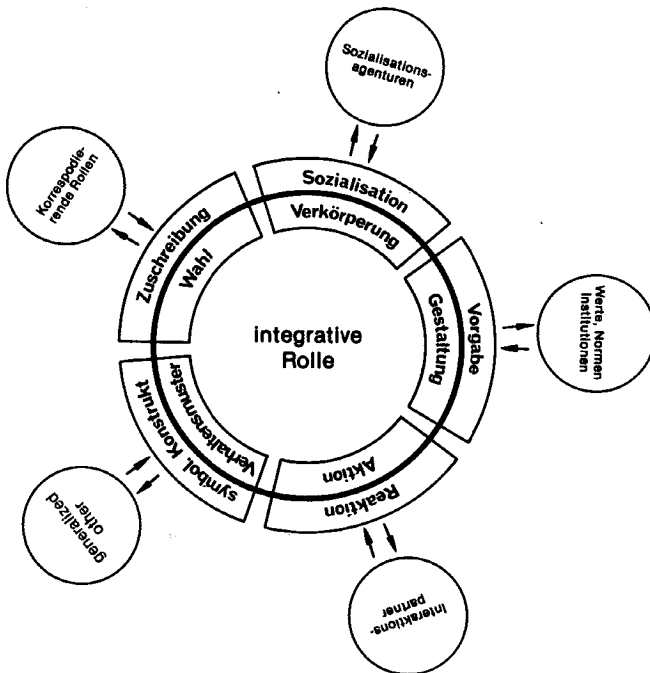 Sozialisations-
agenturen
Korrespodie-
rende Rollen
Sozialisation
Verkörperung
Zuschreibung
Wahl
Vorgabe
Gestaltung
Werte, Normen
Institutionen
integrative
Rolle
symbol. Konstrukt
Verhaltensmuster
Aktion
Reaktion
generalized
other
Interaktions-
partner